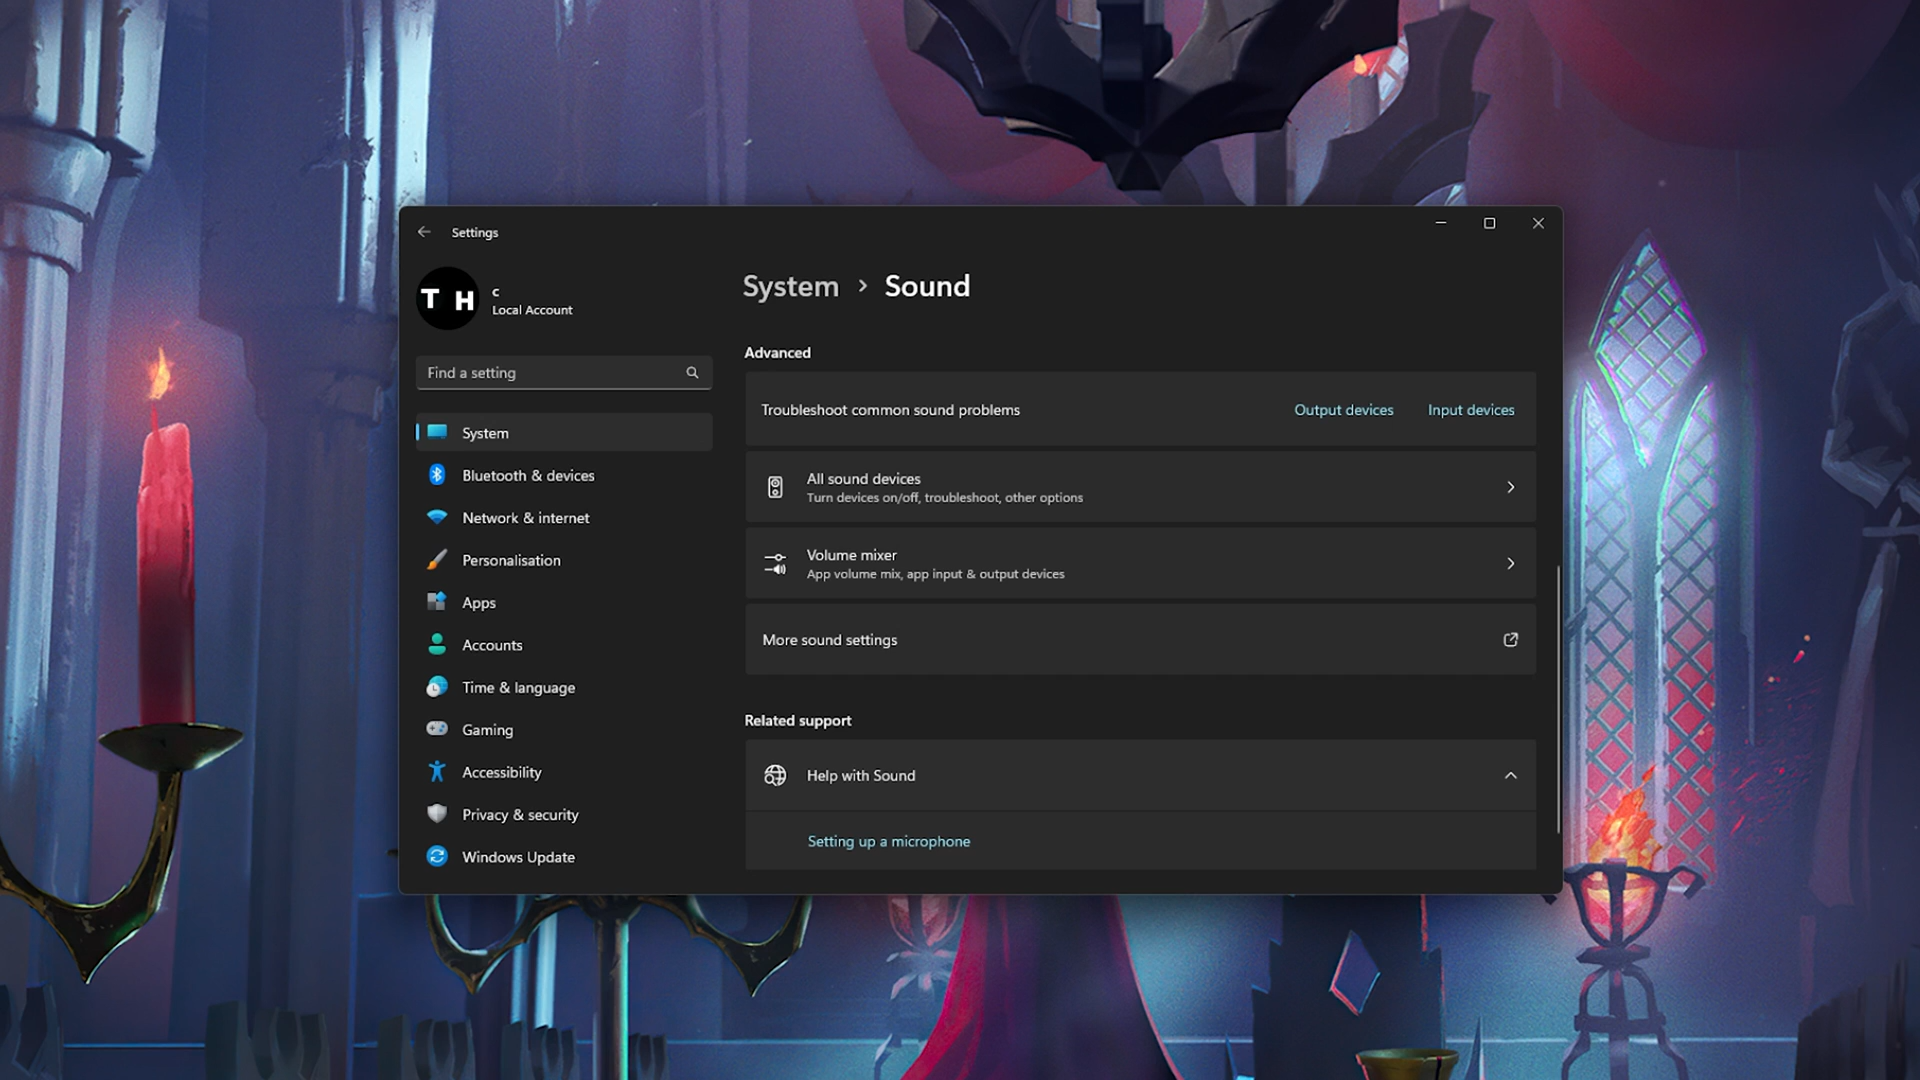 Settings
T H
c
Local Account
Find a setting
System
Bluetooth & devices
Network & internet
Personalisation
Apps
Accounts
Time & language
Gaming
Accessibility
Privacy & security
Windows Update
System > Sound
Advanced
Troubleshoot common sound problems Output devices Input devices
All sound devices
Turn devices on/off, troubleshoot, other options
Volume mixer
App volume mix, app input & output devices
More sound settings
Related support
Help with Sound
Setting up a microphone